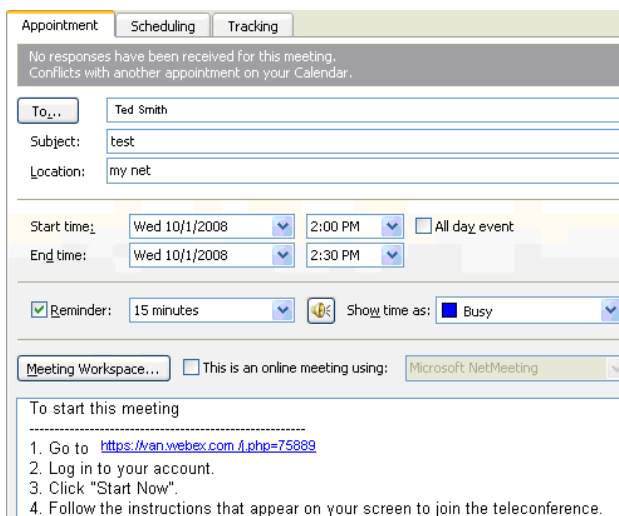 Appointment Scheduling Tracking
No responses have been received for this meeting.
Conflicts with another appointment on your Calendar.
To... Ted Smith
Subject: test
Location: my net
Start time: Wed 10/1/2008 2:00 PM All day event
End time: Wed 10/1/2008 2:30 PM
Reminder: 15 minutes Show time as: Busy
Meeting Workspace... This is an online meeting using: Microsoft NetMeeting
To start this meeting
-------------------------------------------------------
1. Go to https://van.webex.com /j.php=75889
2. Log in to your account.
3. Click "Start Now".
4. Follow the instructions that appear on your screen to join the teleconference.